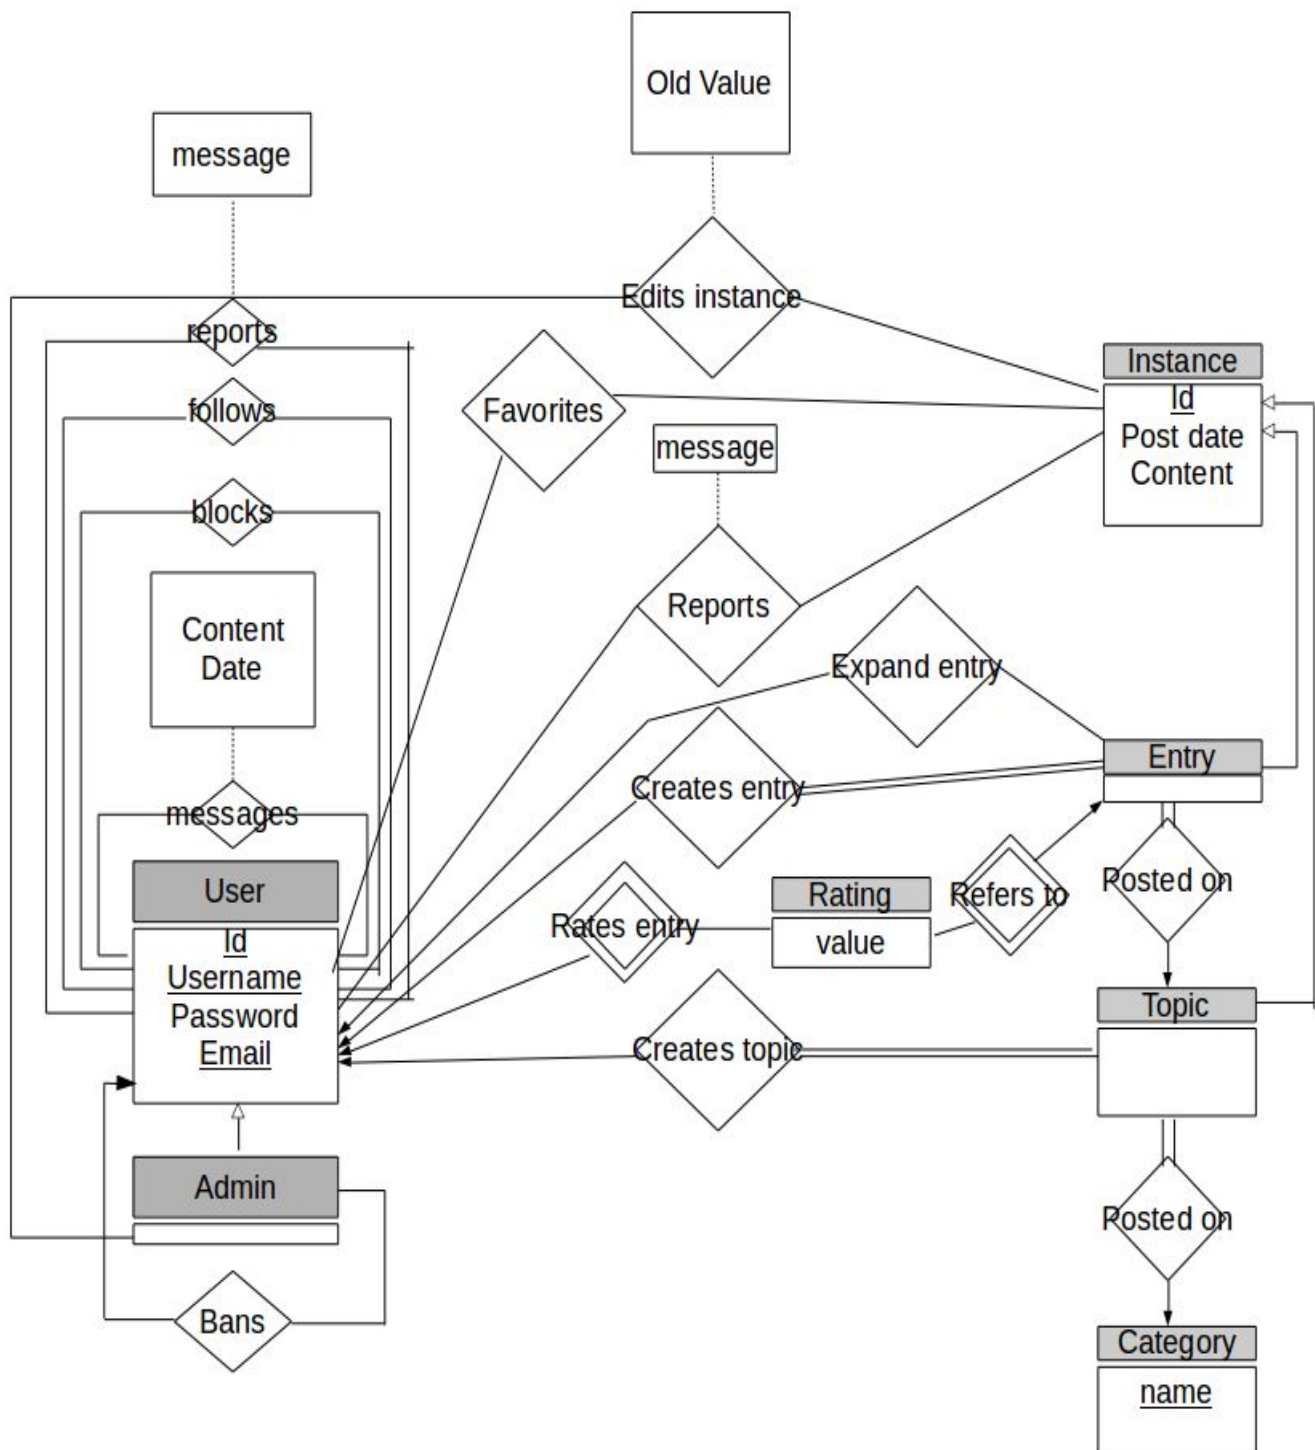 Old Value
message
Edits instance
reports
Instance
Id
Post date
Content
follows
Favorites
message
blocks
Reports
Content
Date
Expand entry
Entry
Creates entry
messages
User
Id
Username
Password
Email
Rates entry
Rating
value
Refers to
Posted on
Topic
Creates topic
Admin
Posted on
Bans
Category
name